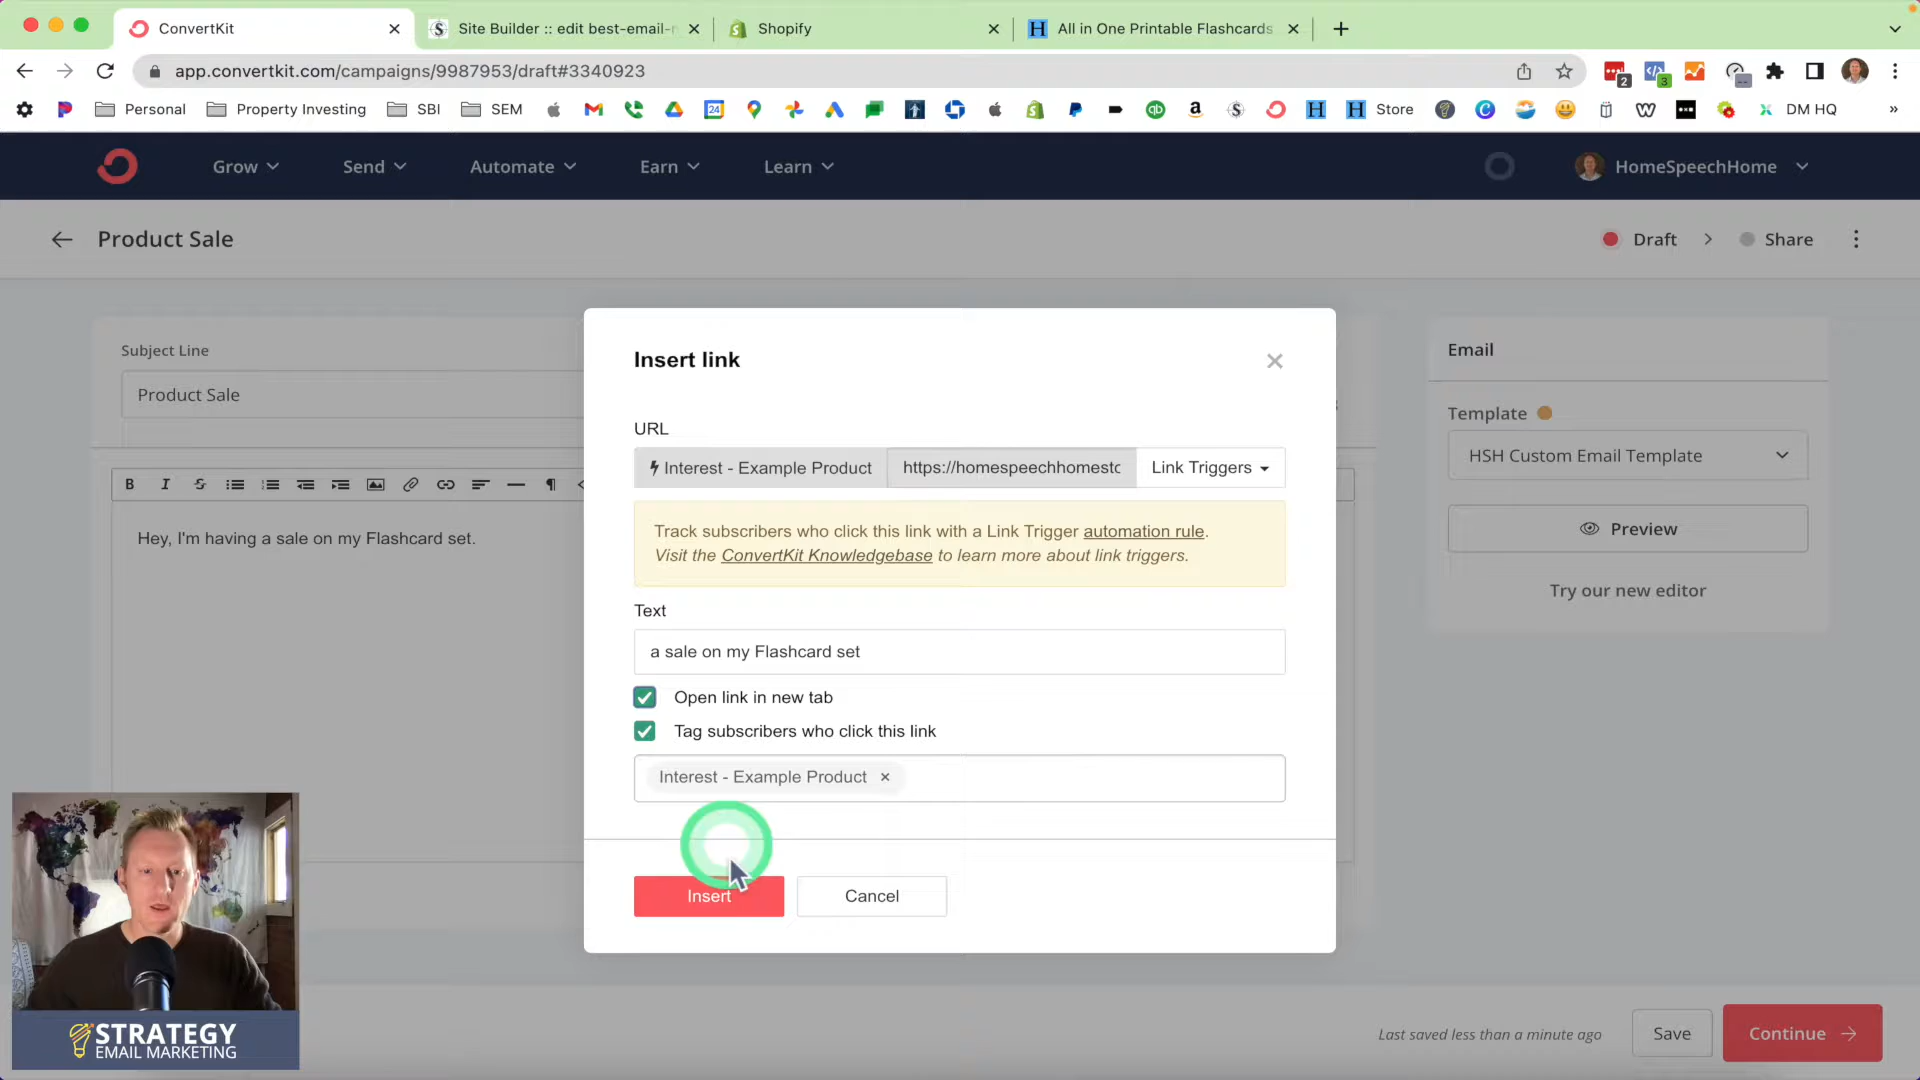 ConvertKit
Site Builder :: edit best-email-n
Shopify
All in One Printable Flashcards
app.convertkit.com/campaigns/9987953/draft#3340923
2
3
Personal
Property Investing
SBI
SEM
24
Store
DM HQ
Grow
Send
Automate
Earn
Learn
HomeSpeechHome
Product Sale
Draft
Share
Subject Line
Product Sale
Hey, I'm having a sale on my Flashcard set.
Insert link
URL
Interest - Example Product
https://homespeechhomestc
Link Triggers
Track subscribers who click this link with a Link Trigger automation rule.
Visit the ConvertKit Knowledgebase to learn more about link triggers.
Text
a sale on my Flashcard set
Open link in new tab
Tag subscribers who click this link
Interest - Example Product
Insert
Cancel
Email
Template
HSH Custom Email Template
Preview
Try our new editor
STRATEGY
EMAIL MARKETING
Last saved less than a minute ago
Save
Continue